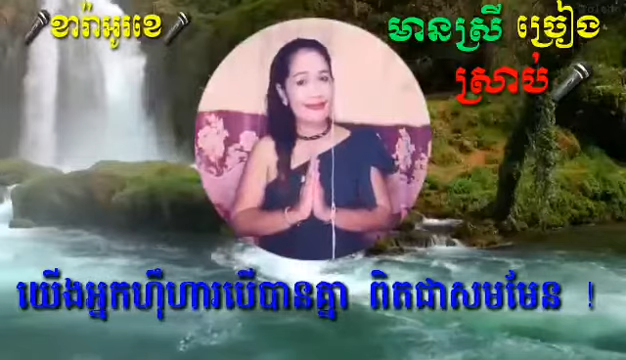 ខារ៉ាអូរខេ
មានស្រី ច្រៀង
ស្រាប់
យើងអ្នកហ៊ឺហារបើបានគ្នា ពិតជាសមមែន !